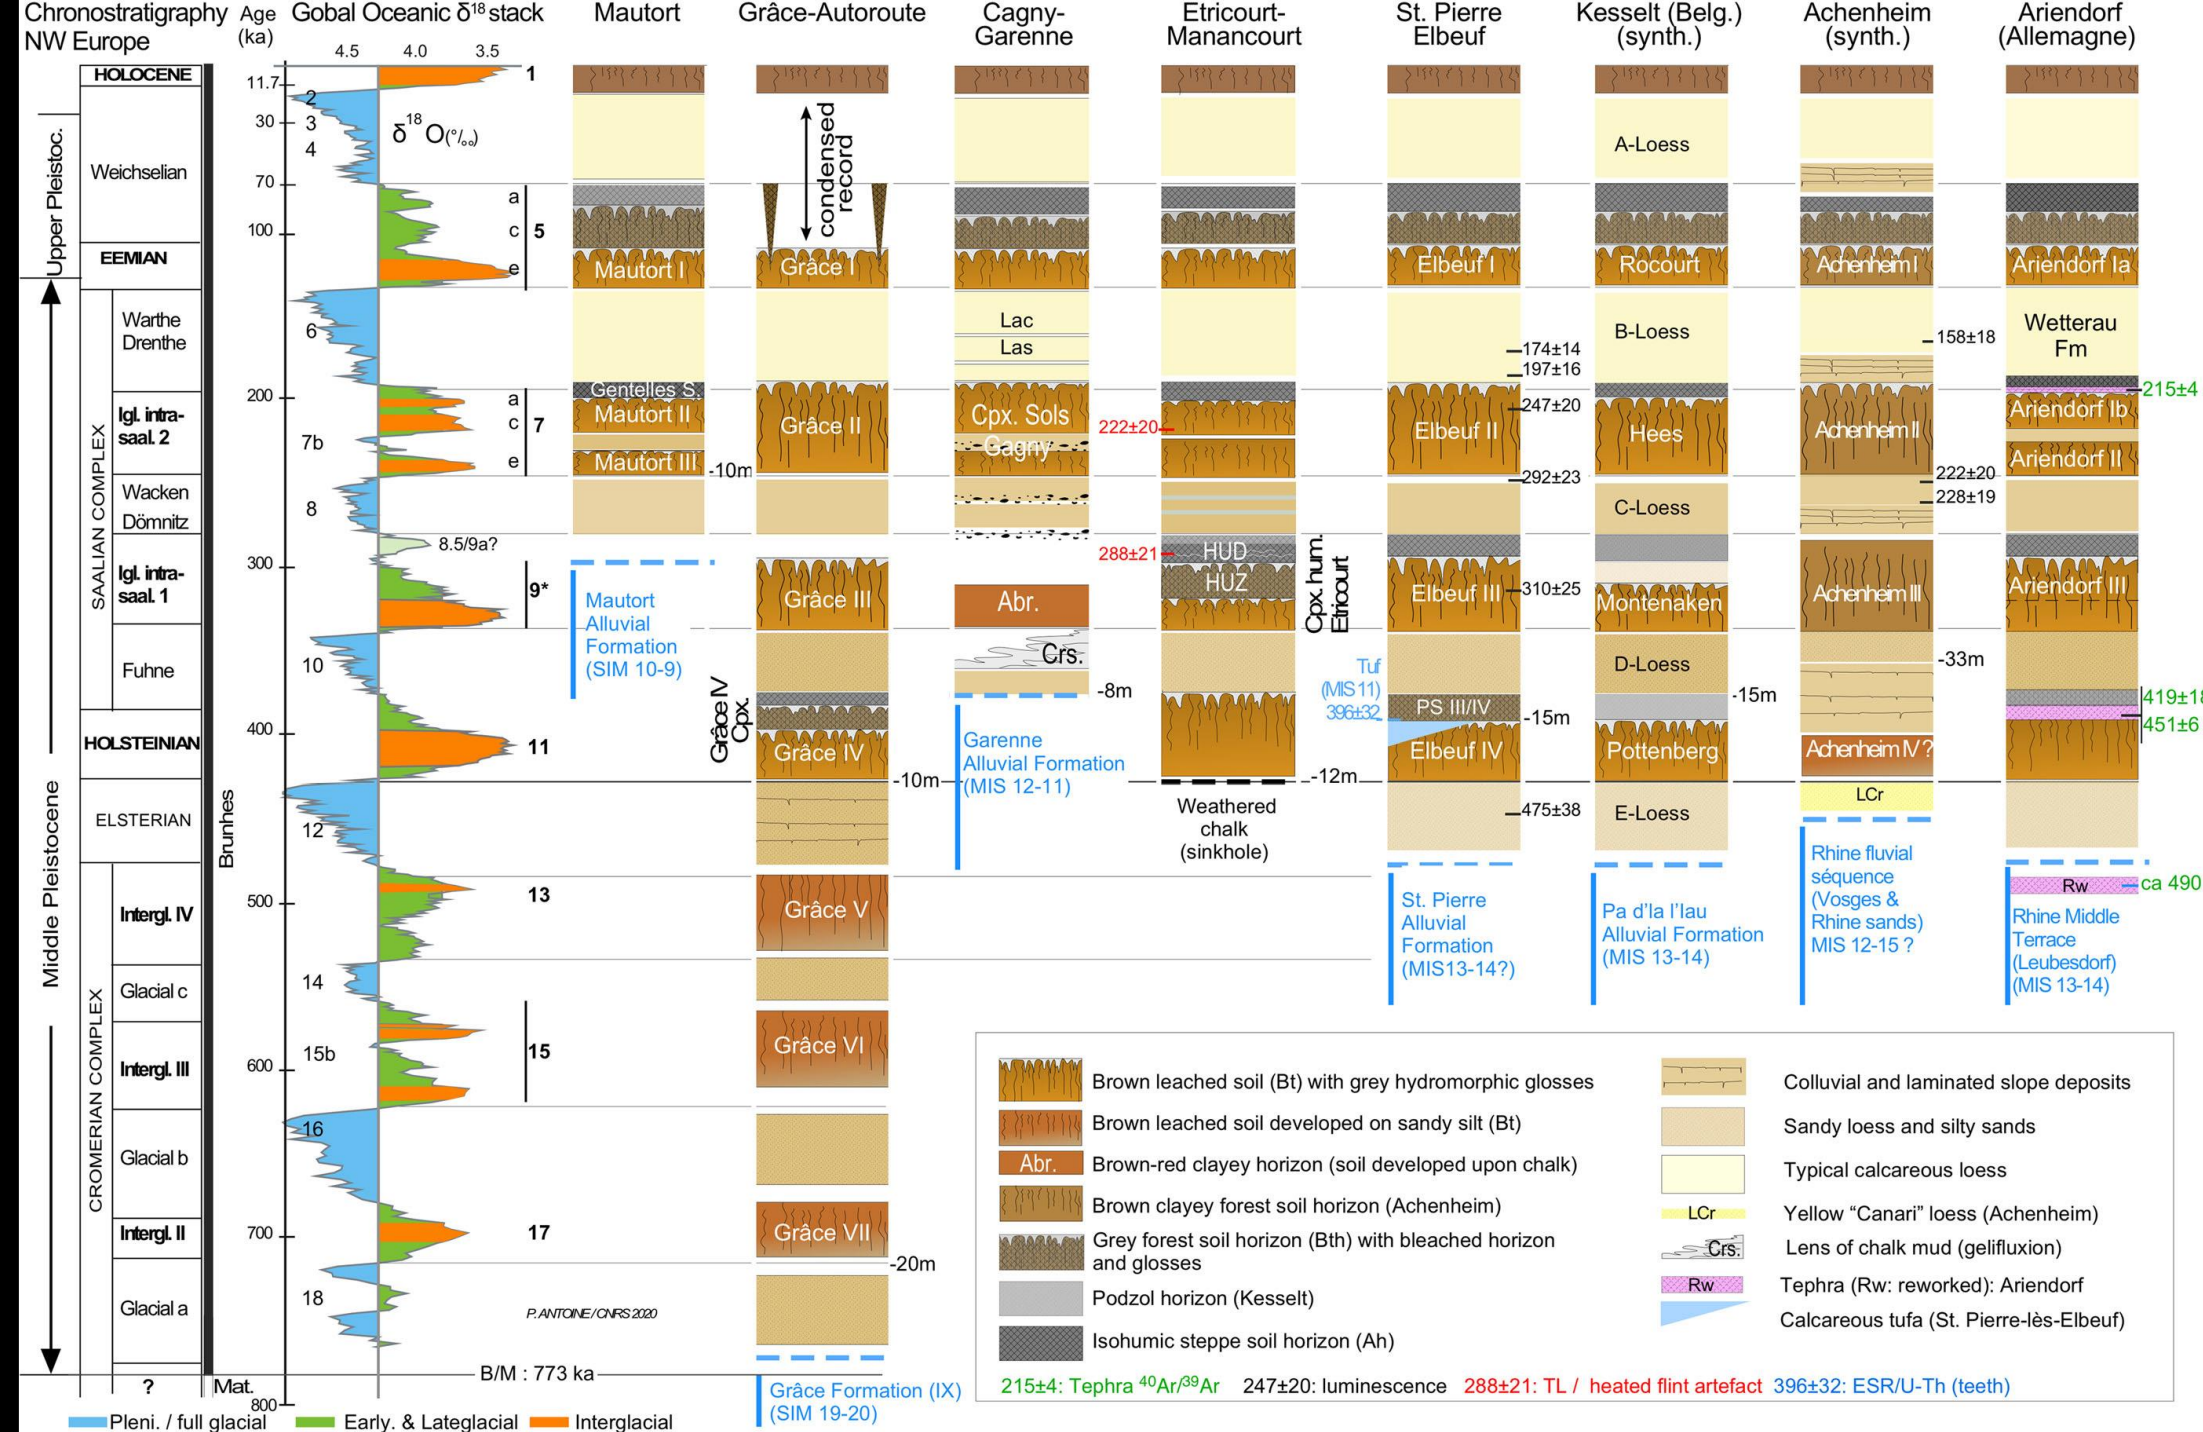 Chronostratigraphy
NW Europe
Age
(ka)
Gobal Oceanic δ¹⁸ stack
Mautort
Grâce-Autoroute
Cagny-
Garenne
Etricourt-
Manancourt
St. Pierre
Elbeuf
Kesselt (Belg.)
(synth.)
Achenheim
(synth.)
Ariendorf
(Allemagne)
4.5
4.0
3.5
HOLOCENE
Weichselian
EEMIAN
Upper Pleistoc.
Middle Pleistocene
SAALIAN COMPLEX
Warthe
Drenthe
Igl. intra-
saal. 2
Wacken
Dömnitz
Igl. intra-
saal. 1
Fuhne
HOLSTEINIAN
ELSTERIAN
CROMERIAN COMPLEX
Intergl. IV
Glacial c
Intergl. III
Glacial b
Intergl. II
Glacial a
?
Brunhes
Mat.
11.7
30
70
100
200
300
400
500
600
700
800
δ¹⁸O(°/₀₀)
1
2
3
4
a
c
5
e
6
a
c
7
7b
e
8
8.5/9a?
9*
10
11
12
13
14
15
15b
16
17
18
P. ANTOINE / CNRS 2020
B/M : 773 ka
Pleni. / full glacial
Early. & Lateglacial
Interglacial
Mautort I
Gentelles S.
Mautort II
Mautort III
-10m
Mautort
Alluvial
Formation
(SIM 10-9)
condensed
record
Grâce I
Grâce II
Grâce III
Grâce IV
Cpx.
Grâce IV
-10m
Grâce V
Grâce VI
Grâce VII
-20m
Grâce Formation (IX)
(SIM 19-20)
Lac
Las
Cpx. Sols
Gagny
Abr.
Crs.
-8m
Garenne
Alluvial Formation
(MIS 12-11)
222±20
288±21
HUD
HUZ
Cpx. hum.
Etricourt
-12m
Weathered
chalk
(sinkhole)
Elbeuf I
174±14
197±16
247±20
Elbeuf II
292±23
Elbeuf III
310±25
Tuf
(MIS 11)
396±32
PS III/IV
-15m
Elbeuf IV
475±38
St. Pierre
Alluvial
Formation
(MIS13-14?)
A-Loess
Rocourt
B-Loess
Hees
C-Loess
Montenaken
D-Loess
-15m
Pottenberg
E-Loess
Pa d'la l'Iau
Alluvial Formation
(MIS 13-14)
Achenheim I
158±18
Achenheim II
222±20
228±19
Achenheim III
-33m
Achenheim IV ?
LCr
Rhine fluvial
séquence
(Vosges &
Rhine sands)
MIS 12-15 ?
Ariendorf Ia
Wetterau
Fm
215±4
Ariendorf Ib
Ariendorf II
Ariendorf III
419±18
451±6
Rw
ca 490
Rhine Middle
Terrace
(Leubesdorf)
(MIS 13-14)
Brown leached soil (Bt) with grey hydromorphic glosses
Brown leached soil developed on sandy silt (Bt)
Abr.
Brown-red clayey horizon (soil developed upon chalk)
Brown clayey forest soil horizon (Achenheim)
Grey forest soil horizon (Bth) with bleached horizon
and glosses
Podzol horizon (Kesselt)
Isohumic steppe soil horizon (Ah)
Colluvial and laminated slope deposits
Sandy loess and silty sands
Typical calcareous loess
LCr
Yellow “Canari” loess (Achenheim)
Crs.
Lens of chalk mud (gelifluxion)
Rw
Tephra (Rw: reworked): Ariendorf
Calcareous tufa (St. Pierre-lès-Elbeuf)
215±4: Tephra ⁴⁰Ar/³⁹Ar
247±20: luminescence
288±21: TL / heated flint artefact
396±32: ESR/U-Th (teeth)